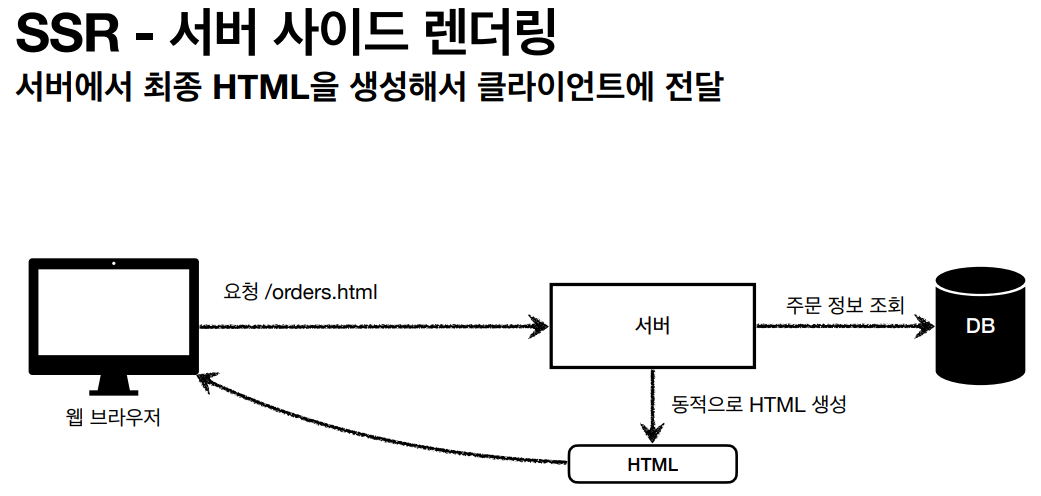 SSR - 서버 사이드 렌더링
서버에서 최종 HTML을 생성해서 클라이언트에 전달
요청 /orders.html
서버
주문 정보 조회
DB
웹 브라우저
동적으로 HTML 생성
HTML